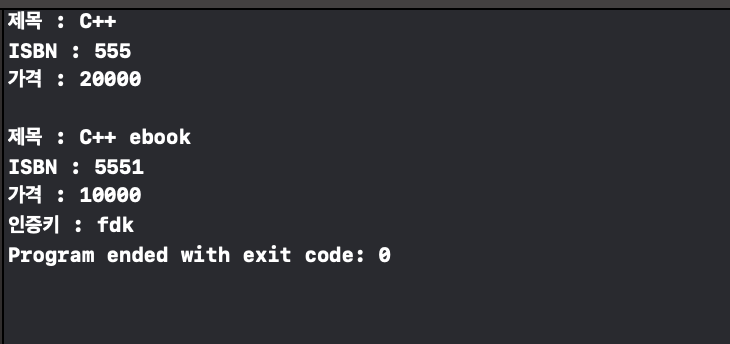 제목 : C++
ISBN : 555
가격 : 20000
제목 : C++ ebook
ISBN : 5551
가격 : 10000
인증키 : fdk
Program ended with exit code: 0